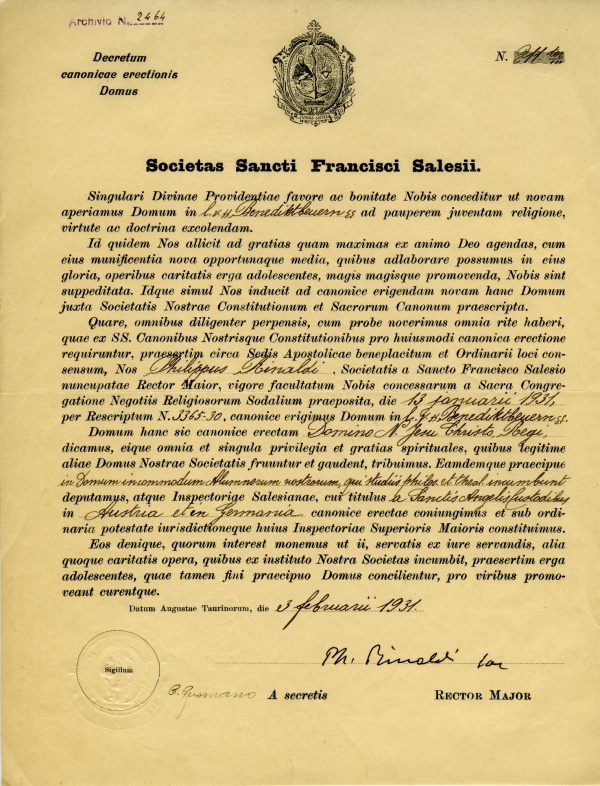 Archivio N. 2464
Decretum
canonicae erectionis
Domus
N. 211 ter
Societas Sancti Francisci Salesii.
Singulari Divinae Providentiae favore ac bonitate Nobis conceditur ut novam
aperiamus Domum in Benediktbeuern ad pauperem juventam religione,
virtute ac doctrina excolendam.
Id quidem Nos allicit ad gratias quam maximas ex animo Deo agendas, cum
eius munificentia nova opportunaque media, quibus adlaborare possumus in eius
gloria, operibus caritatis erga adolescentes, magis magisque promovenda, Nobis sint
suppeditata. Idque simul Nos inducit ad canonice erigendam novam hanc Domum
juxta Societatis Nostrae Constitutionum et Sacrorum Canonum praescripta.
Quare, omnibus diligenter perpensis, cum probe noverimus omnia rite haberi,
quae ex SS. Canonibus Nostrisque Constitutionibus pro huiusmodi canonica erectione
requiruntur, praesertim circa Sedis Apostolicae beneplacitum et Ordinarii loci con-
sensum, Nos Philippus Rinaldi, Societatis a Sancto Francisco Salesio
nuncupatae Rector Maior, vigore facultatum Nobis concessarum a Sacra Congre-
gatione Negotiis Religiosorum Sodalium praeposita, die 13 januarii 1931.
per Rescriptum N. 3365-30, canonice erigimus Domum in Benediktbeuern
Domum hanc sic canonice erectam Domino N. Jesu Christo Regi,
dicamus, eique omnia et singula privilegia et gratias spirituales, quibus legitime
aliae Domus Nostrae Societatis fruuntur et gaudent, tribuimus. Eamdemque praecipue
in Domum in commodum Alumnorum nostrorum, qui studiis philos. et theol. incumbunt
deputamus, atque Inspectoriae Salesianae, cui titulus a Sanctis Angelis Custodibus
in Austria et in Germania canonice erectae coniungimus et sub ordi-
naria potestate iurisdictioneque huius Inspectoriae Superioris Maioris constituimus.
Eos denique, quorum interest monemus ut ii, servatis ex iure servandis, alia
quoque caritatis opera, quibus ex instituto Nostra Societas incumbit, praesertim erga
adolescentes, quae tamen fini praecipuo Domus concilientur, pro viribus promo-
veant curentque.
Datum Augustae Taurinorum, die 3 februarii 1931.
Ph. Rinaldi
Sigillum
A secretis
RECTOR MAJOR